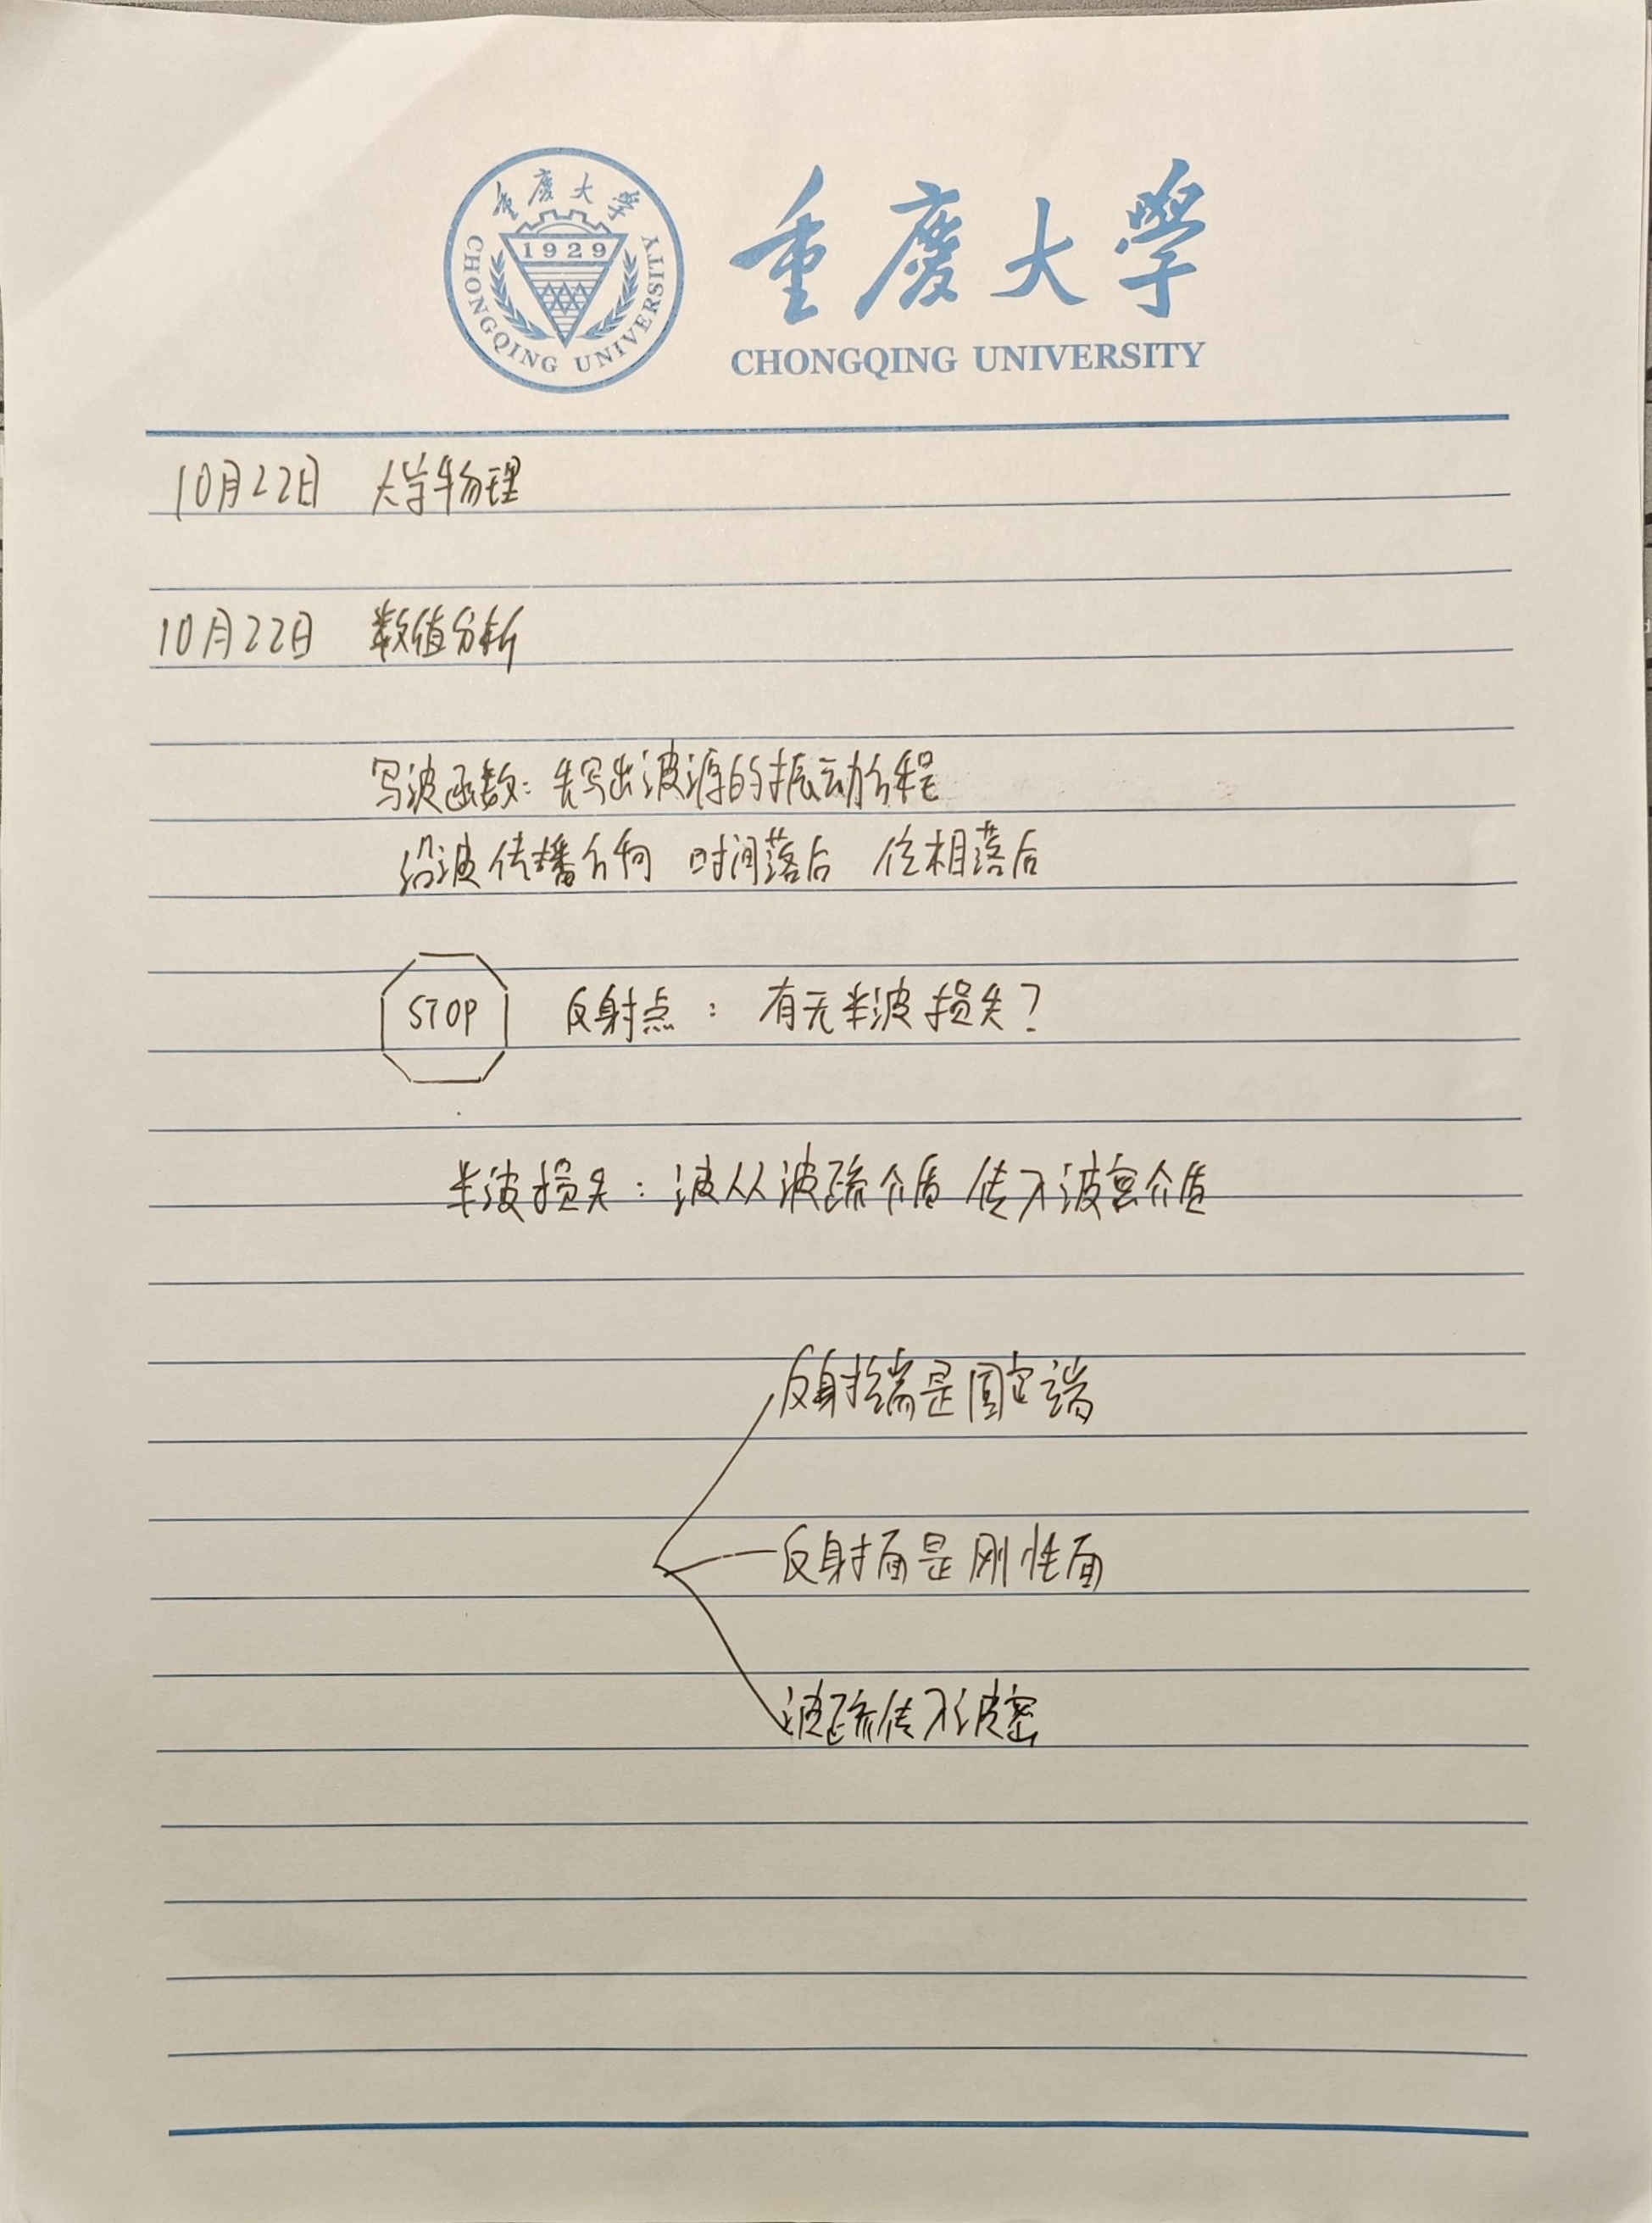 重庆大学
1929
CHONGQING UNIVERSITY
重慶大學
CHONGQING UNIVERSITY
10月22日 大学物理
10月22日 数值分析
写波函数：先写出波源的振动方程
沿波传播方向 时间落后 位相落后
STOP 反射点：有无半波损失？
半波损失：波从波疏介质传入波密介质
反射端是固定端
反射面是刚性面
波疏传入波密